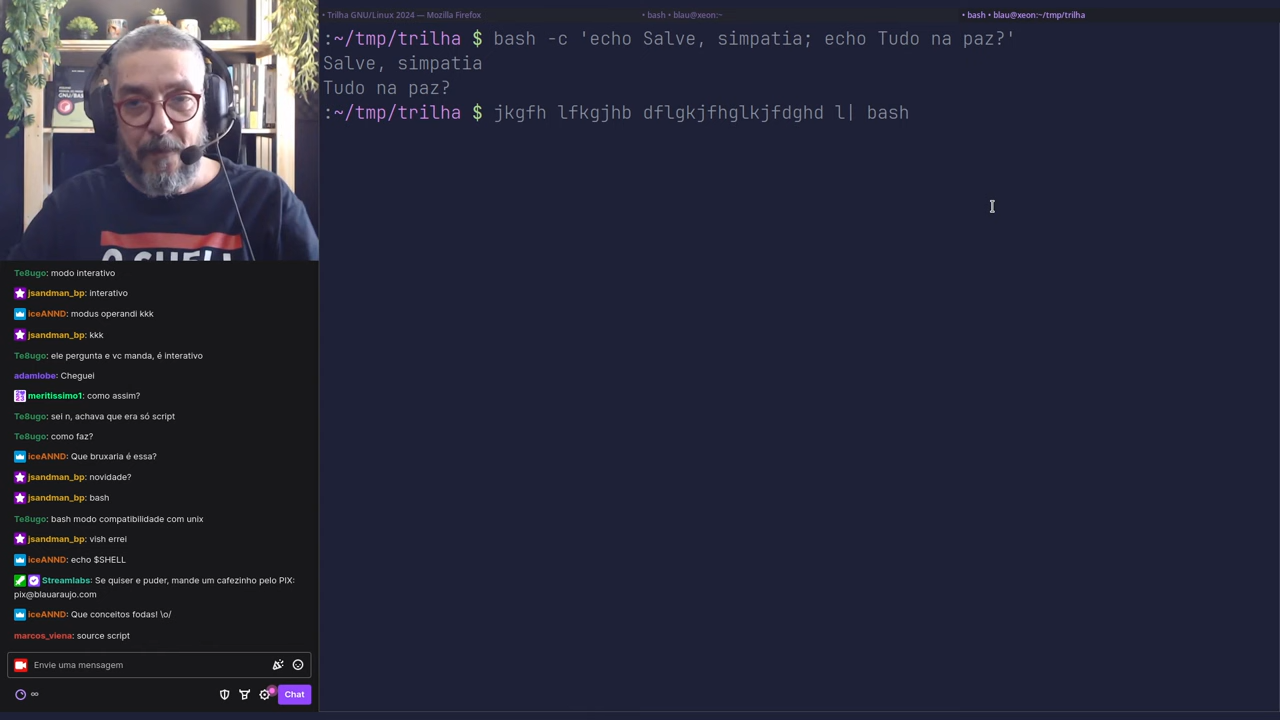 • Trilha GNU/Linux 2024 — Mozilla Firefox
• bash • blau@xeon:~
• bash • blau@xeon:~/tmp/trilha
:~/tmp/trilha $ bash -c 'echo Salve, simpatia; echo Tudo na paz?'
Salve, simpatia
Tudo na paz?
:~/tmp/trilha $ jkgfh lfkgjhb dflgkjfhglkjfdghd l| bash
GNU/BASH
O SHELL
Te8ugo: modo interativo
jsandman_bp: interativo
iceANND: modus operandi kkk
jsandman_bp: kkk
Te8ugo: ele pergunta e vc manda, é interativo
adamlobe: Cheguei
meritissimo1: como assim?
Te8ugo: sei n, achava que era só script
Te8ugo: como faz?
iceANND: Que bruxaria é essa?
jsandman_bp: novidade?
jsandman_bp: bash
Te8ugo: bash modo compatibilidade com unix
jsandman_bp: vish errei
iceANND: echo $SHELL
Streamlabs: Se quiser e puder, mande um cafezinho pelo PIX:
pix@blauaraujo.com
iceANND: Que conceitos fodas! \o/
marcos_viena: source script
Envie uma mensagem
∞
Chat